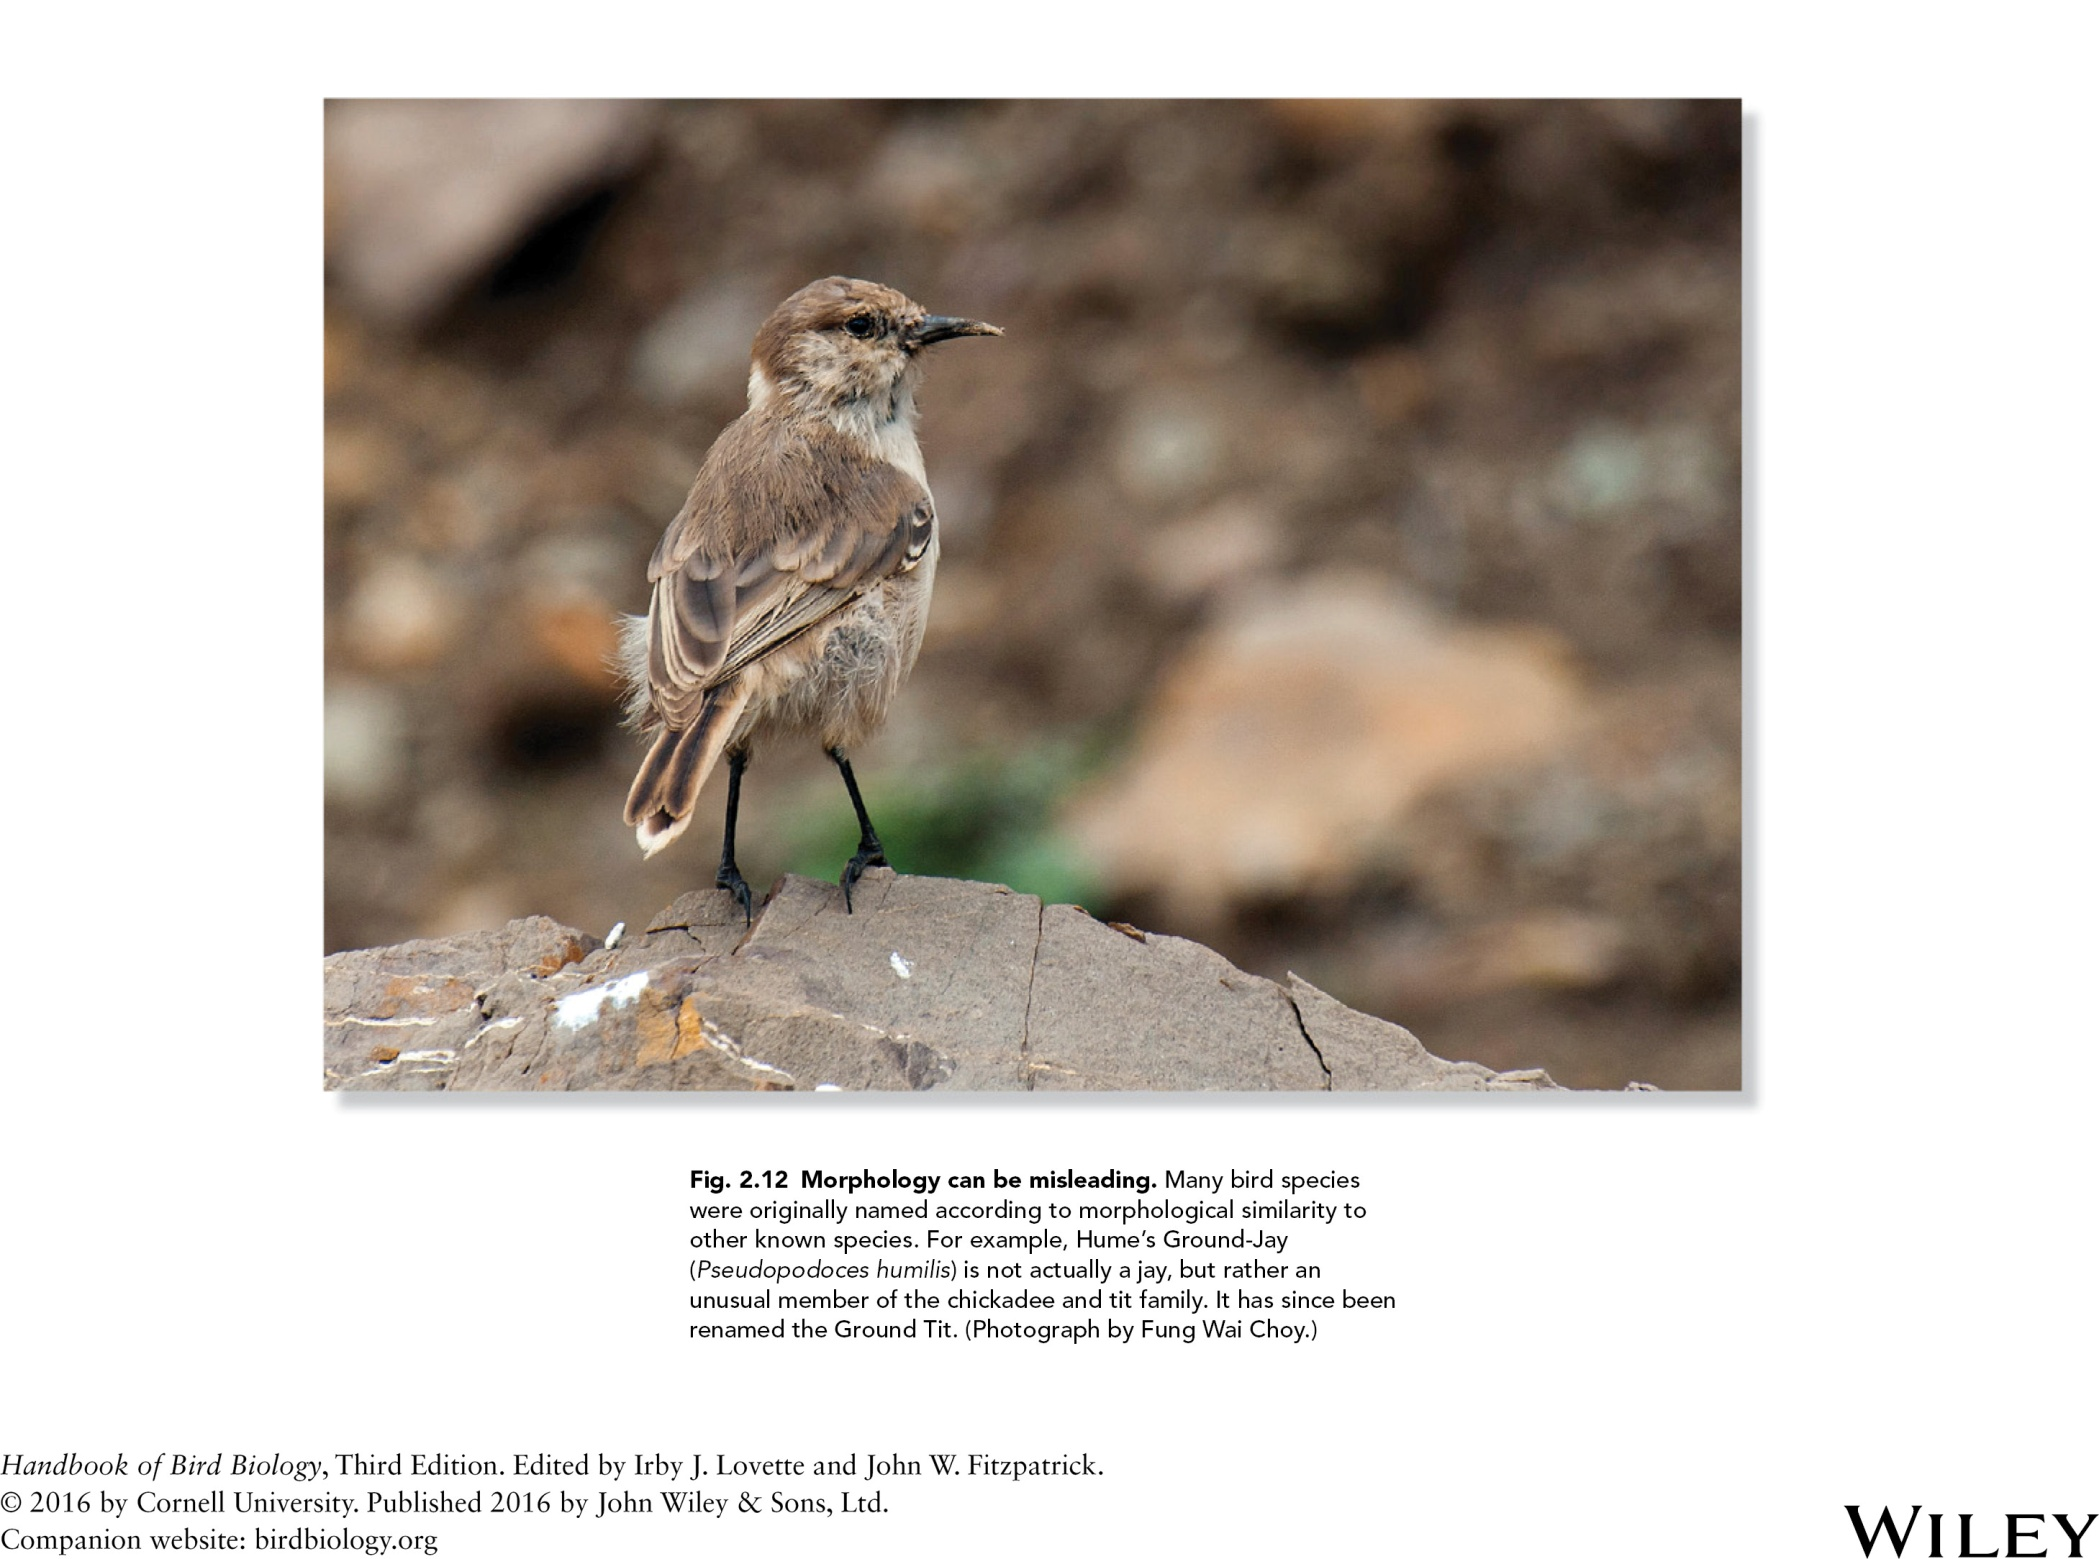 Fig. 2.12 Morphology can be misleading. Many bird species
were originally named according to morphological similarity to
other known species. For example, Hume’s Ground-Jay
(Pseudopodoces humilis) is not actually a jay, but rather an
unusual member of the chickadee and tit family. It has since been
renamed the Ground Tit. (Photograph by Fung Wai Choy.)
Handbook of Bird Biology, Third Edition. Edited by Irby J. Lovette and John W. Fitzpatrick.
© 2016 by Cornell University. Published 2016 by John Wiley & Sons, Ltd.
Companion website: birdbiology.org
WILEY